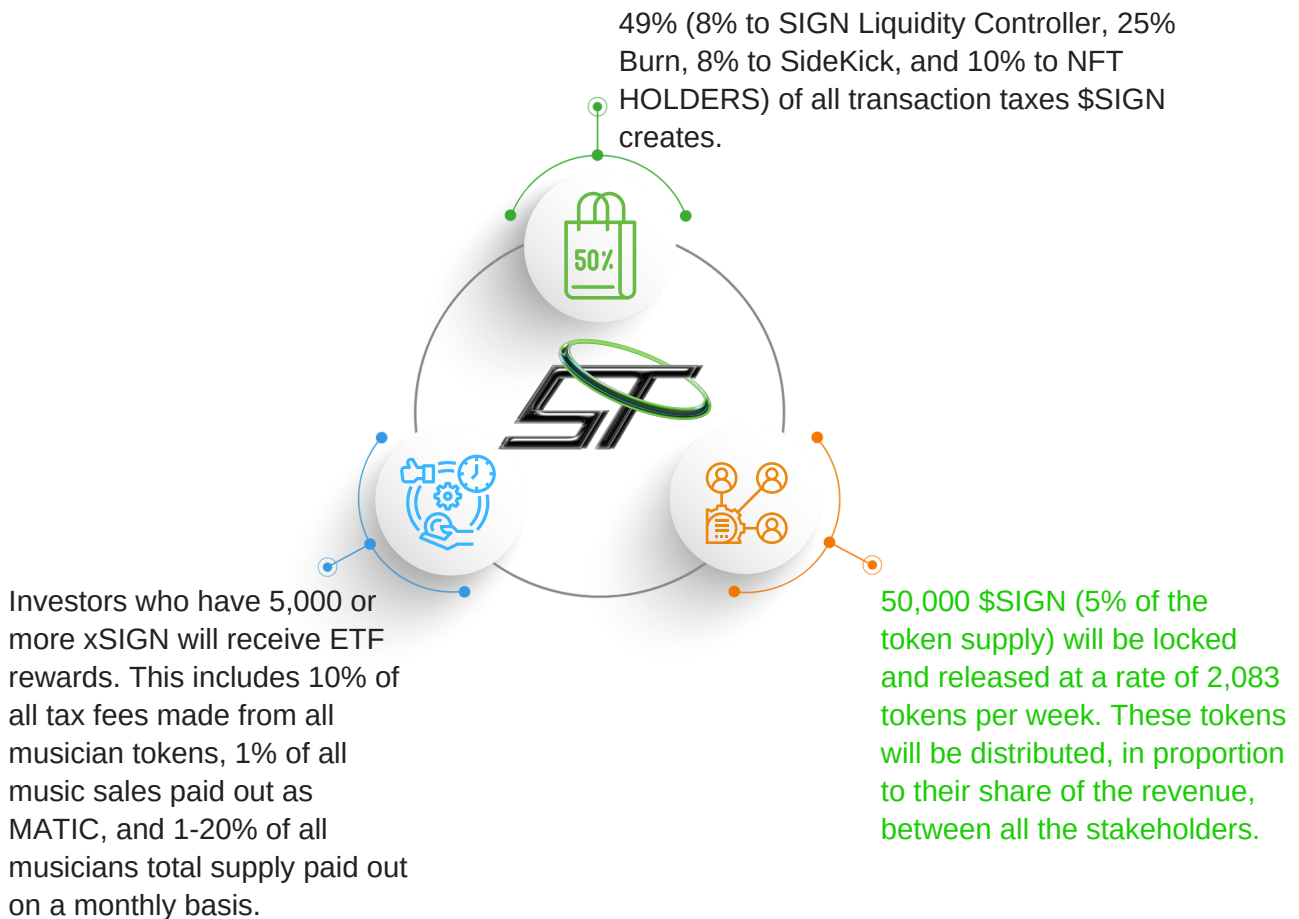 49% (8% to SIGN Liquidity Controller, 25%
Burn, 8% to SideKick, and 10% to NFT
HOLDERS) of all transaction taxes $SIGN
creates.
50%
ST
Investors who have 5,000 or
more xSIGN will receive ETF
rewards. This includes 10% of
all tax fees made from all
musician tokens, 1% of all
music sales paid out as
MATIC, and 1-20% of all
musicians total supply paid out
on a monthly basis.
50,000 $SIGN (5% of the
token supply) will be locked
and released at a rate of 2,083
tokens per week. These tokens
will be distributed, in proportion
to their share of the revenue,
between all the stakeholders.